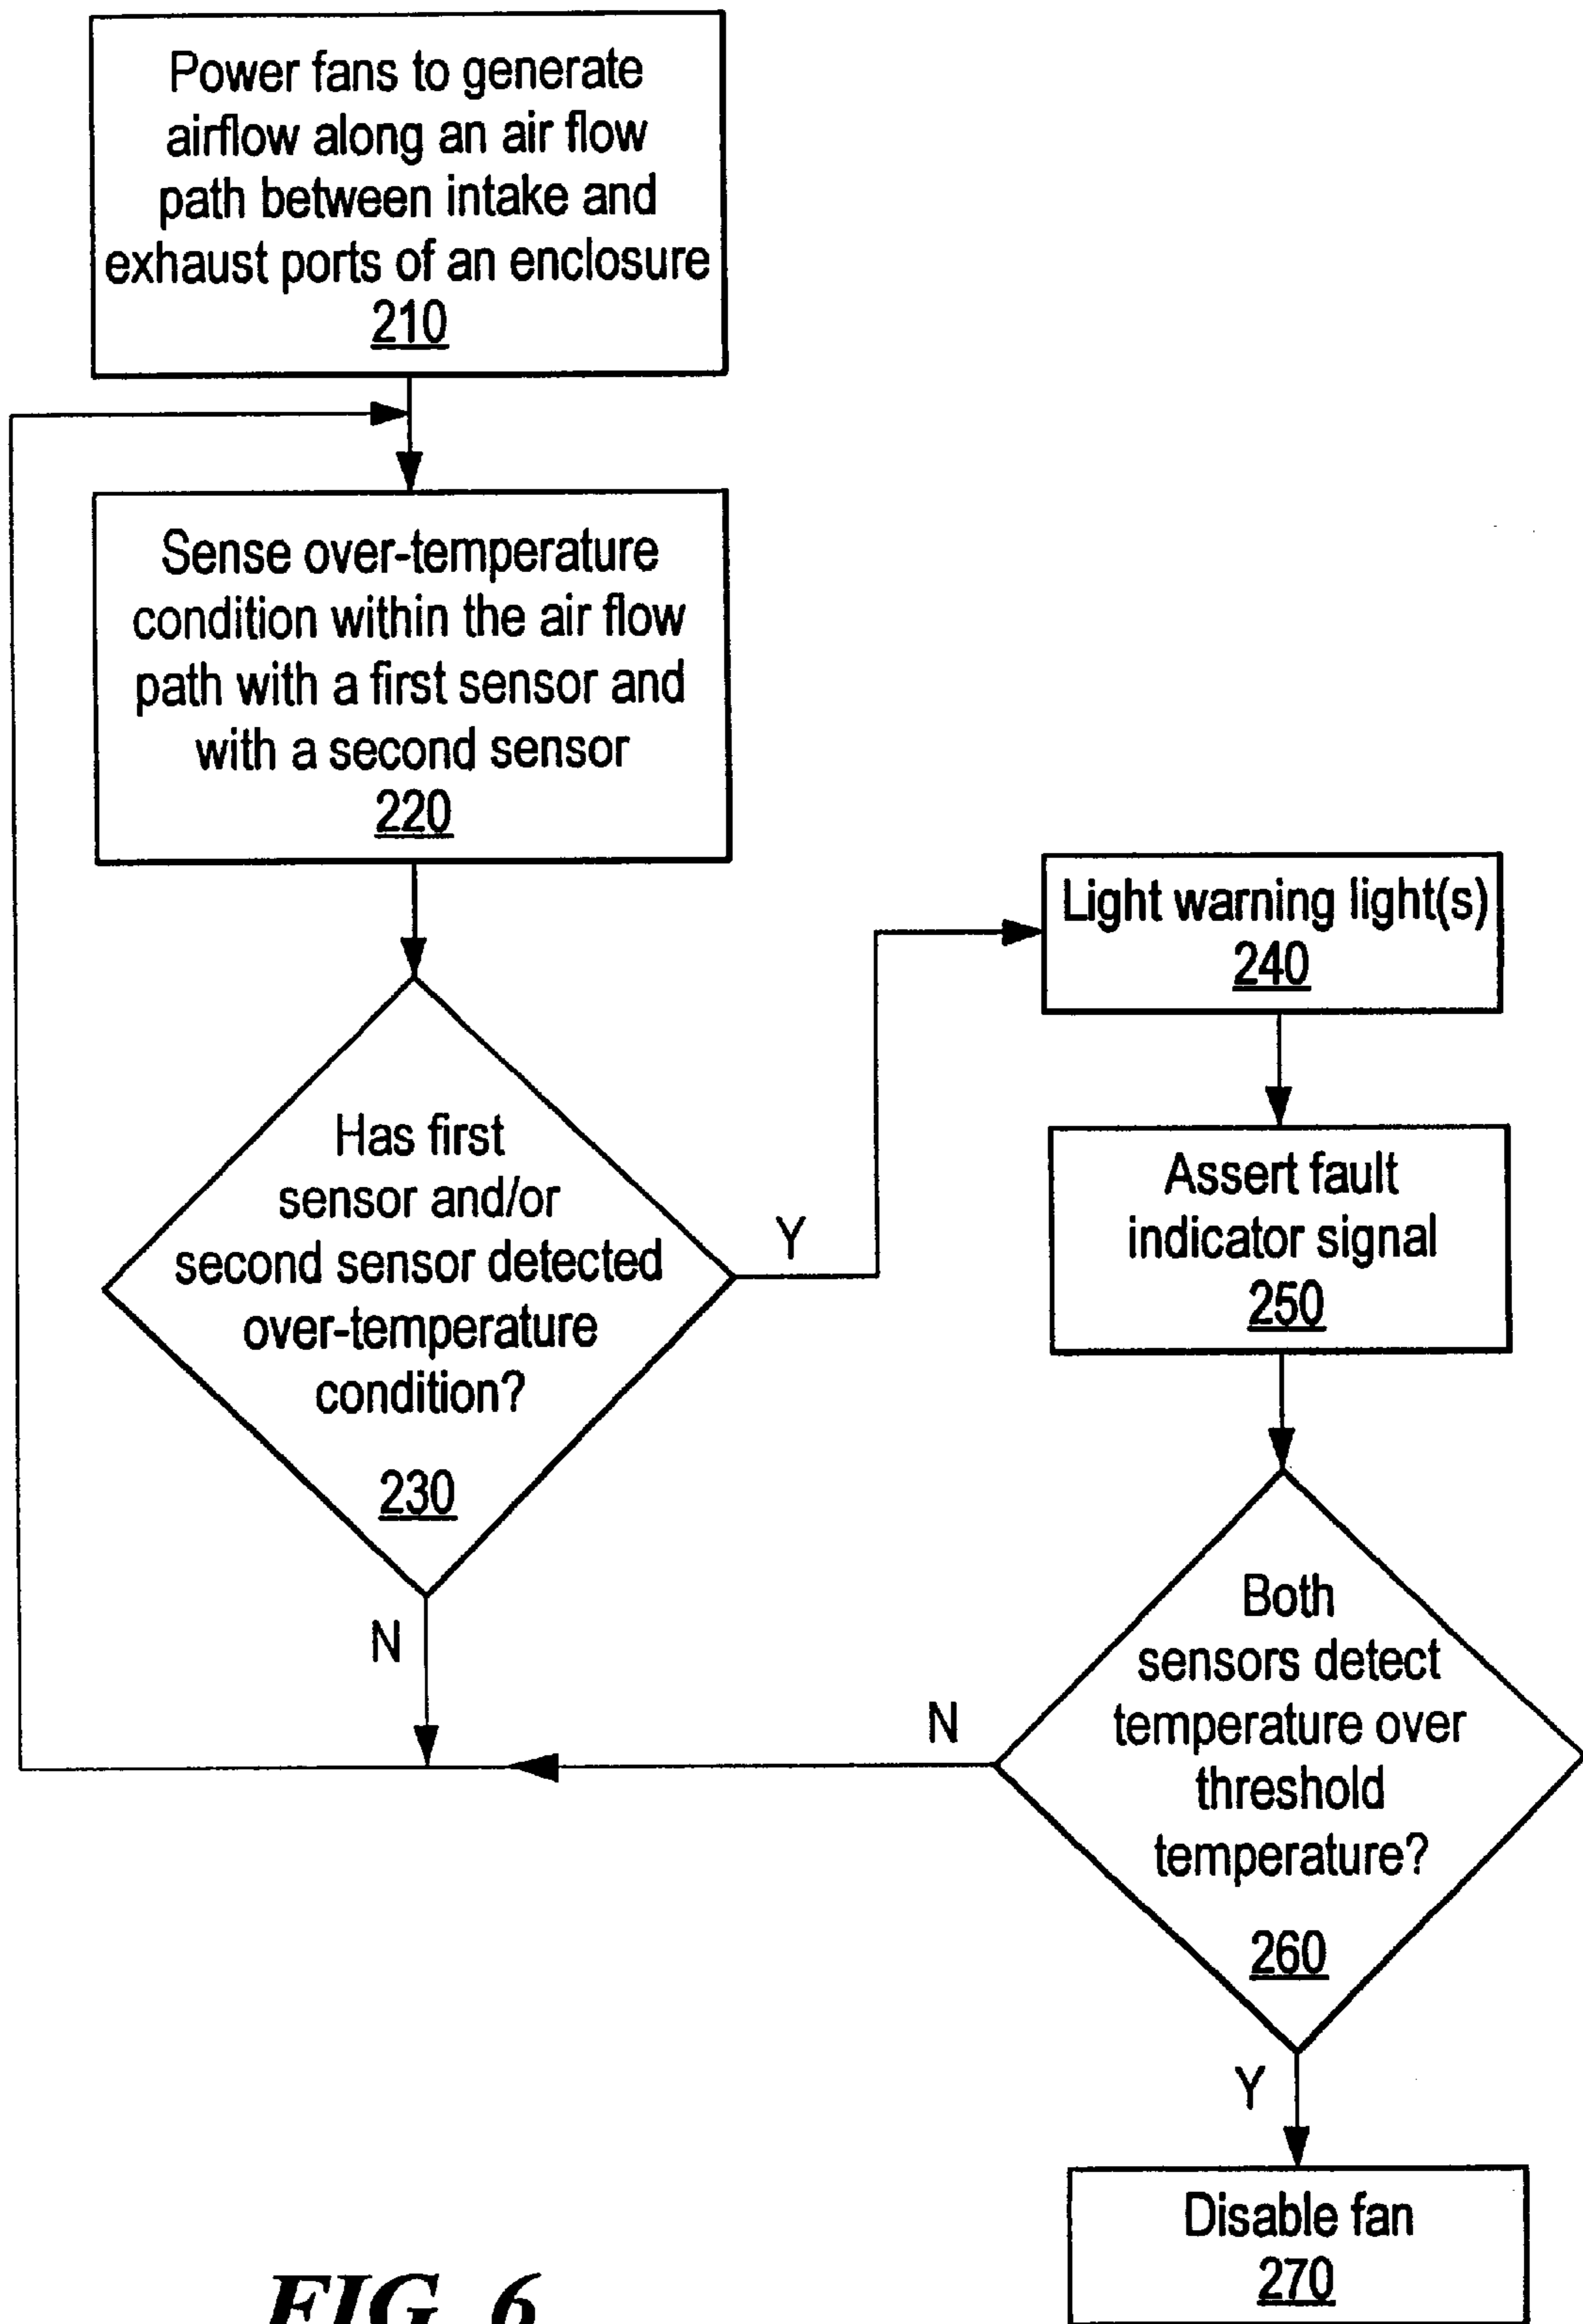 Power fans to generate
airflow along an air flow
path between intake and
exhaust ports of an enclosure
210
Sense over-temperature
condition within the air flow
path with a first sensor and
with a second sensor
220
Has first
sensor and/or
second sensor detected
over-temperature
condition?
230
Y
N
Light warning light(s)
240
Assert fault
indicator signal
250
Both
sensors detect
temperature over
threshold
temperature?
260
N
Y
Disable fan
270
FIG. 6